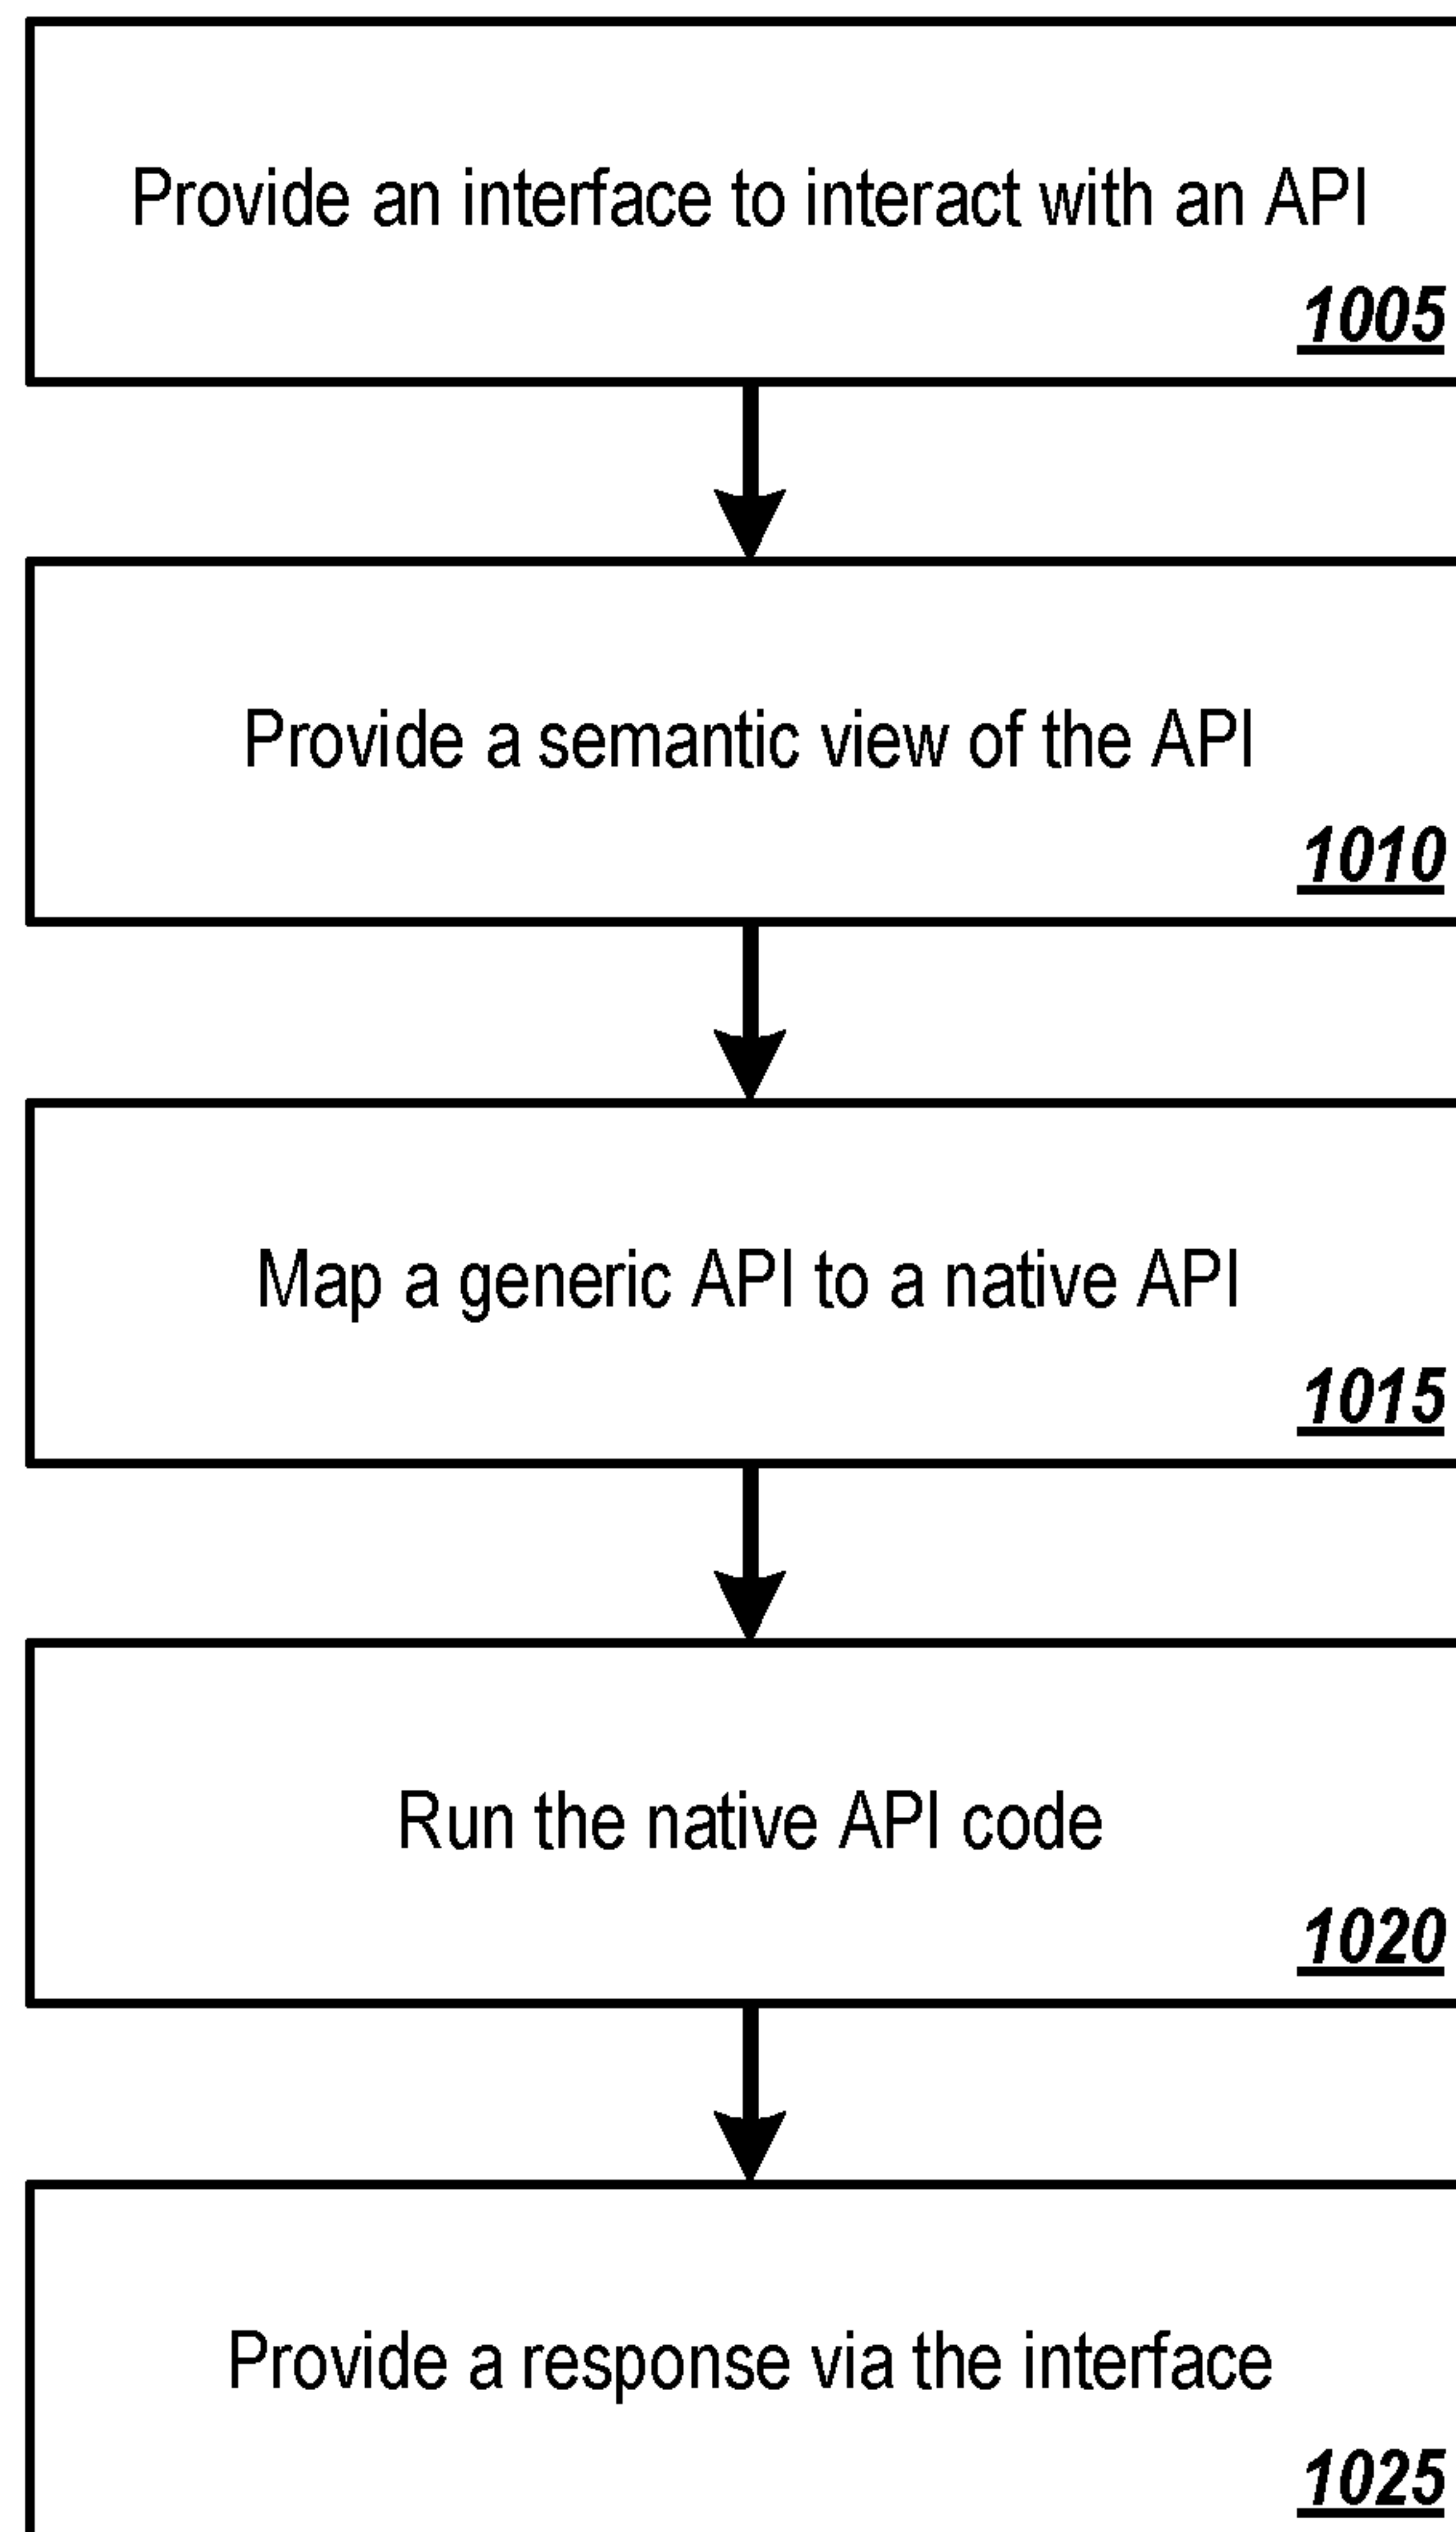 Provide an interface to interact with an API
1005
Provide a semantic view of the API
1010
Map a generic API to a native API
1015
Run the native API code
1020
Provide a response via the interface
1025